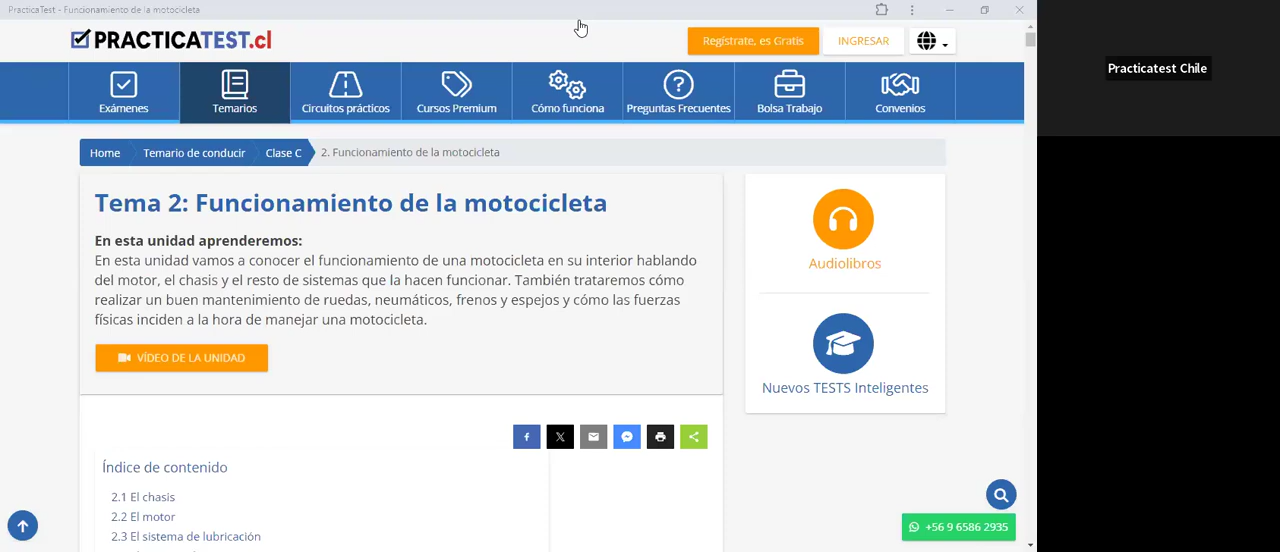 PracticaTest - Funcionamiento de la motocicleta
PRACTICATEST.cl
Regístrate, es Gratis
INGRESAR
Exámenes
Temarios
Circuitos prácticos
Cursos Premium
Cómo funciona
Preguntas Frecuentes
Bolsa Trabajo
Convenios
Practicatest Chile
Home
Temario de conducir
Clase C
2. Funcionamiento de la motocicleta
Tema 2: Funcionamiento de la motocicleta
En esta unidad aprenderemos:
En esta unidad vamos a conocer el funcionamiento de una motocicleta en su interior hablando
del motor, el chasis y el resto de sistemas que la hacen funcionar. También trataremos cómo
realizar un buen mantenimiento de ruedas, neumáticos, frenos y espejos y cómo las fuerzas
físicas inciden a la hora de manejar una motocicleta.
VÍDEO DE LA UNIDAD
Audiolibros
Nuevos TESTS Inteligentes
Índice de contenido
2.1 El chasis
2.2 El motor
2.3 El sistema de lubricación
+56 9 6586 2935